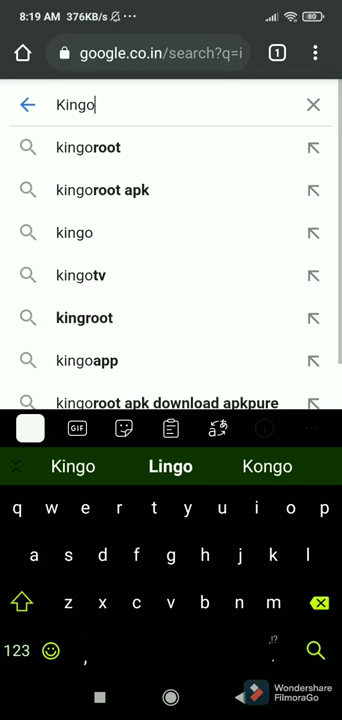 8:19 AM 376KB/s 80
google.co.in/search?q=i 1
Kingo
kingoroot
kingoroot apk
kingo
kingotv
kingroot
kingoapp
kingoroot apk download apkpure
GIF
Kingo Lingo Kongo
q w e r t y u i o p
a s d f g h j k l
z x c v b n m
123 , ,!? .
Wondershare
FilmoraGo